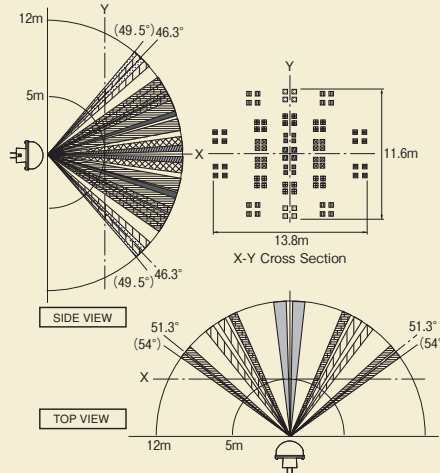 12m
Y
(49.5°)
46.3°
5m
X
46.3°
(49.5°)
SIDE VIEW
Y
X
11.6m
13.8m
X-Y Cross Section
51.3°
(54°)
51.3°
(54°)
X
TOP VIEW
12m
5m